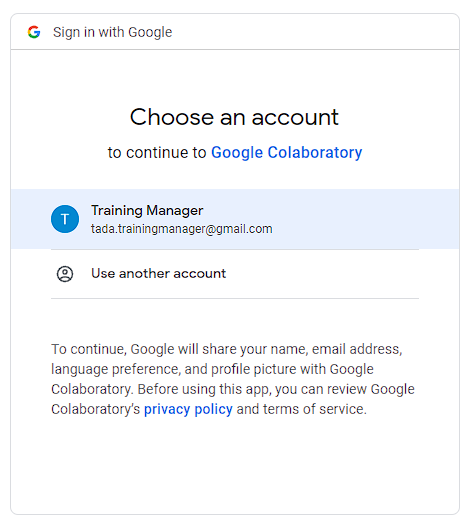 Sign in with Google
Choose an account
to continue to Google Colaboratory
T
Training Manager
tada.trainingmanager@gmail.com
Use another account
To continue, Google will share your name, email address,
language preference, and profile picture with Google
Colaboratory. Before using this app, you can review Google
Colaboratory's privacy policy and terms of service.